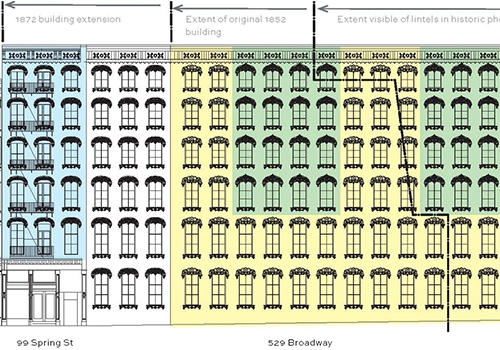 1872 building extension
Extent of original 1852
building
Extent visible of lintels in historic pho
99 Spring St
529 Broadway